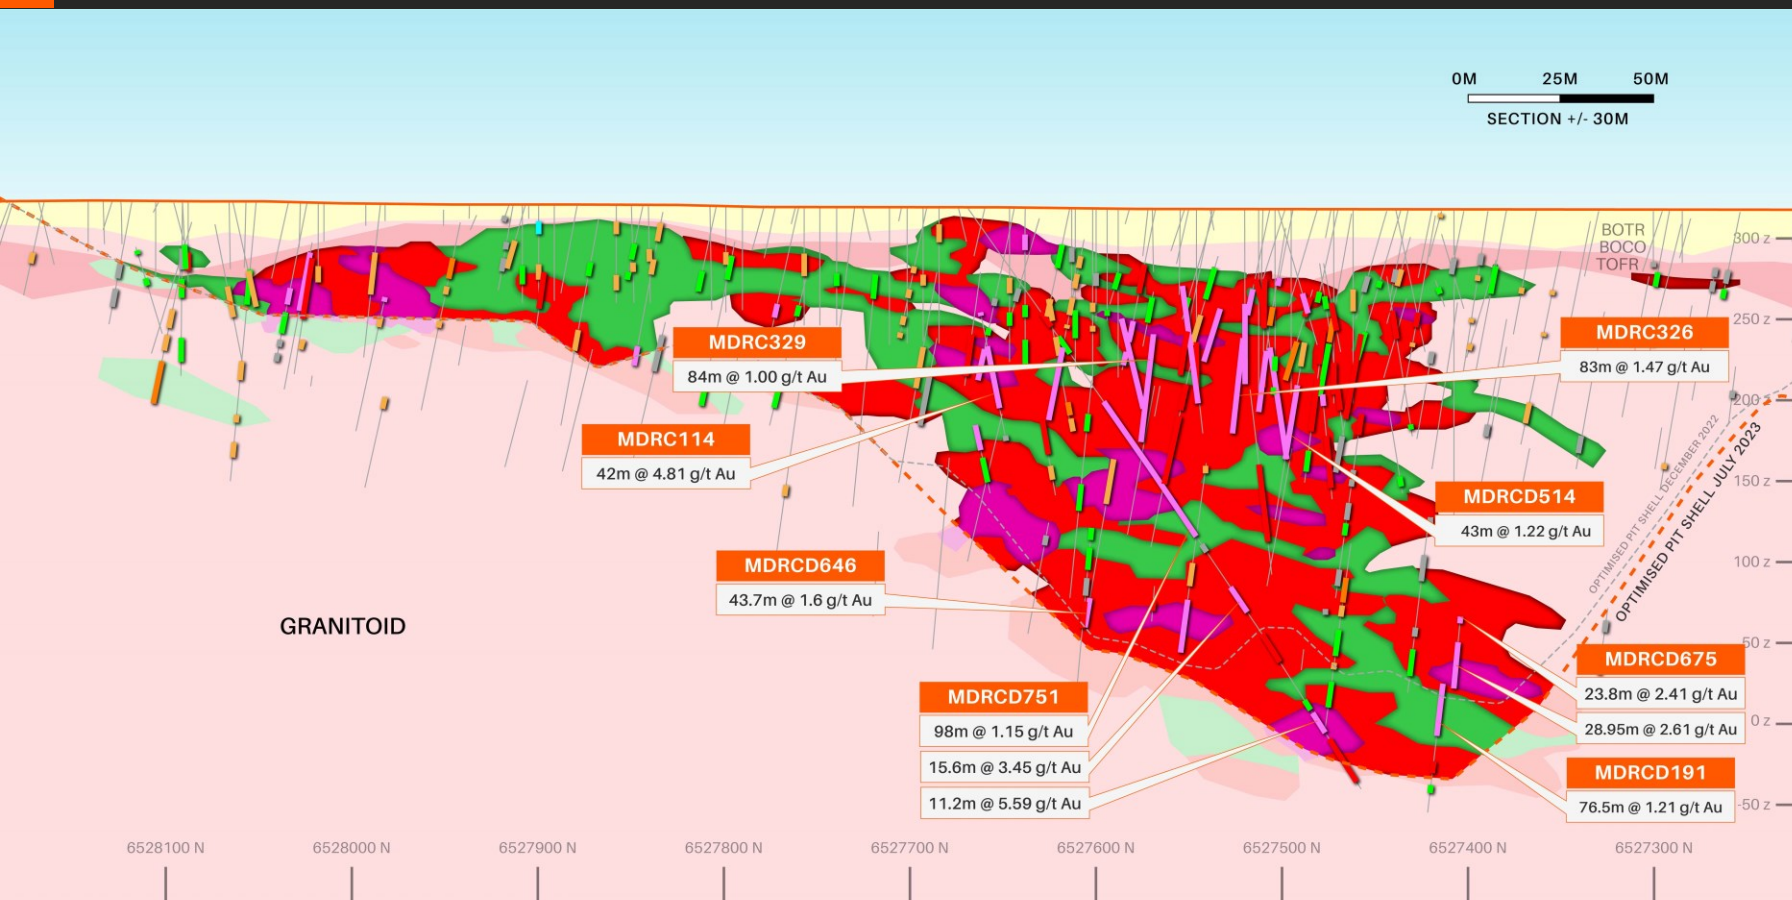 0M 25M 50M
SECTION +/- 30M
BOTR
BOCO
TOFR
300 z
250 z
200
150 z
100 z
50 z
0 z
-50 z
MDRC329
84m @ 1.00 g/t Au
MDRC326
83m @ 1.47 g/t Au
MDRC114
42m @ 4.81 g/t Au
MDRCD514
43m @ 1.22 g/t Au
OPTIMISED PIT SHELL DECEMBER 2022
OPTIMISED PIT SHELL JULY 2023
MDRCD646
43.7m @ 1.6 g/t Au
GRANITOID
MDRCD675
23.8m @ 2.41 g/t Au
28.95m @ 2.61 g/t Au
MDRCD751
98m @ 1.15 g/t Au
15.6m @ 3.45 g/t Au
11.2m @ 5.59 g/t Au
MDRCD191
76.5m @ 1.21 g/t Au
6528100 N 6528000 N 6527900 N 6527800 N 6527700 N 6527600 N 6527500 N 6527400 N 6527300 N